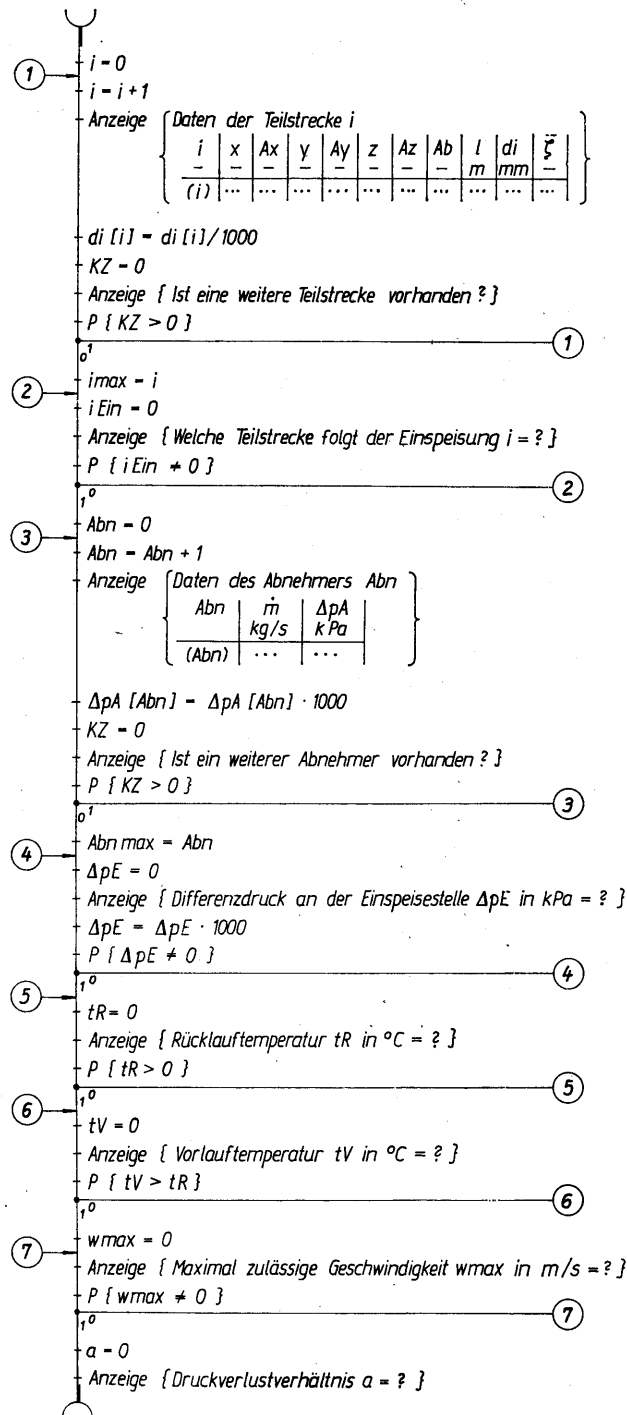 i = 0
1
i = i + 1
Anzeige { Daten der Teilstrecke i }
i | x | Ax | y | Ay | z | Az | Ab | l | di | ζ̄
– | – | – | – | – | – | – | – | m | mm | –
(i) | ... | ... | ... | ... | ... | ... | ... | ... | ... | ...
di [i] = di [i]/1000
KZ = 0
Anzeige { Ist eine weitere Teilstrecke vorhanden ? }
P { KZ > 0 }
1
0 1
imax = i
2
i Ein = 0
Anzeige { Welche Teilstrecke folgt der Einspeisung i = ? }
P { i Ein ≠ 0 }
2
1 0
Abn = 0
3
Abn = Abn + 1
Anzeige { Daten des Abnehmers Abn }
Abn | ṁ | ΔpA
kg/s | kPa
(Abn) | ... | ...
ΔpA [Abn] = ΔpA [Abn] · 1000
KZ = 0
Anzeige { Ist ein weiterer Abnehmer vorhanden ? }
P { KZ > 0 }
3
0 1
Abn max = Abn
4
ΔpE = 0
Anzeige { Differenzdruck an der Einspeisestelle ΔpE in kPa = ? }
ΔpE = ΔpE · 1000
P { ΔpE ≠ 0 }
4
1 0
5
tR = 0
Anzeige { Rücklauftemperatur tR in °C = ? }
P { tR > 0 }
5
1 0
6
tV = 0
Anzeige { Vorlauftemperatur tV in °C = ? }
P { tV > tR }
6
1 0
wmax = 0
7
Anzeige { Maximal zulässige Geschwindigkeit wmax in m/s = ? }
P { wmax ≠ 0 }
7
1 0
a = 0
Anzeige { Druckverlustverhältnis a = ? }